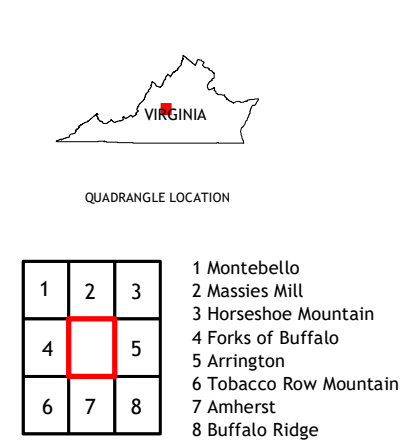 VIRGINIA
QUADRANGLE LOCATION
1 2 3
4 5
6 7 8
1 Montebello
2 Massies Mill
3 Horseshoe Mountain
4 Forks of Buffalo
5 Arrington
6 Tobacco Row Mountain
7 Amherst
8 Buffalo Ridge